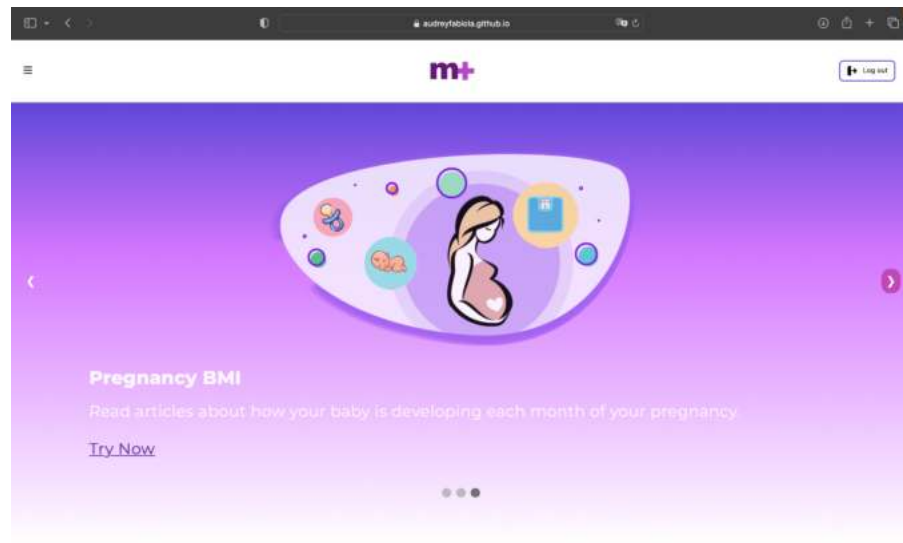 audreyfabiola.github.io
m+
Log out
Pregnancy BMI
Read articles about how your baby is developing each month of your pregnancy.
Try Now